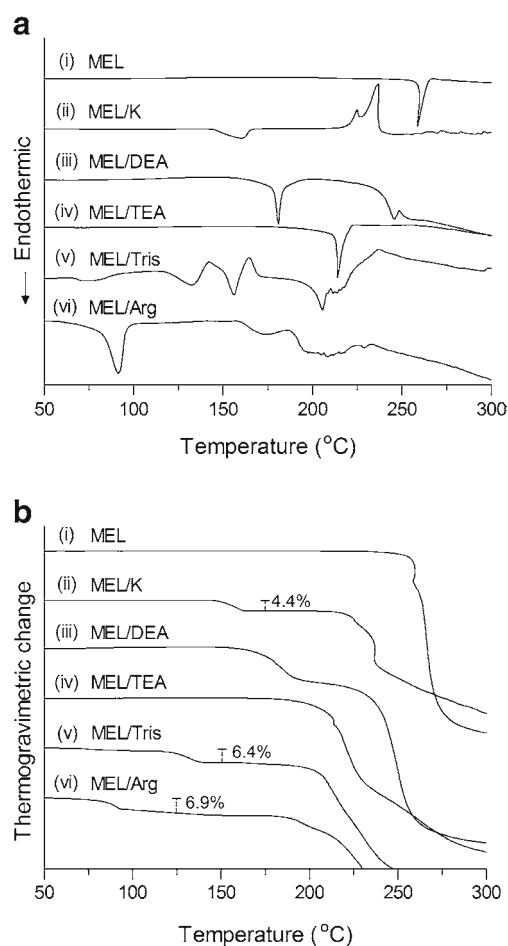 a
(i) MEL
(ii) MEL/K
(iii) MEL/DEA
(iv) MEL/TEA
(v) MEL/Tris
(vi) MEL/Arg
← Endothermic
50 100 150 200 250 300
Temperature (°C)
b
(i) MEL
(ii) MEL/K
4.4%
(iii) MEL/DEA
(iv) MEL/TEA
(v) MEL/Tris
6.4%
(vi) MEL/Arg
6.9%
Thermogravimetric change
50 100 150 200 250 300
Temperature (°C)